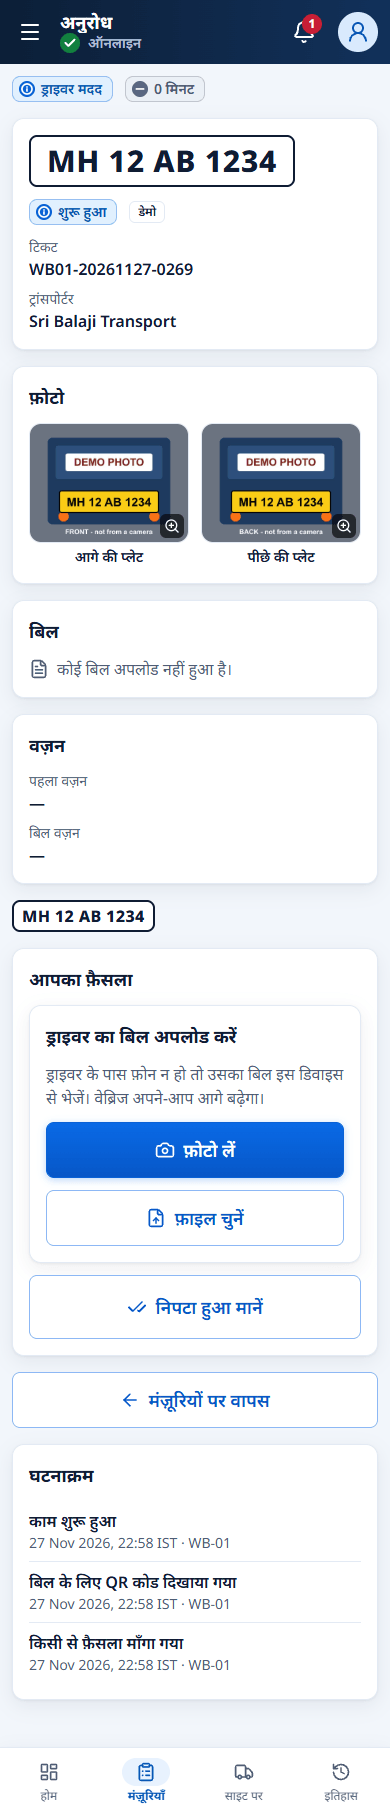 अनुरोध
ऑनलाइन
1
ड्राइवर मदद
0 मिनट
MH 12 AB 1234
शुरू हुआ
डेमो
टिकट
WB01-20261127-0269
ट्रांसपोर्टर
Sri Balaji Transport
फ़ोटो
DEMO PHOTO
MH 12 AB 1234
FRONT - not from a camera
आगे की प्लेट
DEMO PHOTO
MH 12 AB 1234
BACK - not from a camera
पीछे की प्लेट
बिल
कोई बिल अपलोड नहीं हुआ है।
वज़न
पहला वज़न
—
बिल वज़न
—
MH 12 AB 1234
आपका फ़ैसला
ड्राइवर का बिल अपलोड करें
ड्राइवर के पास फ़ोन न हो तो उसका बिल इस डिवाइस
से भेजें। वेब्रिज अपने-आप आगे बढ़ेगा।
फ़ोटो लें
फ़ाइल चुनें
निपटा हुआ मानें
मंज़ूरियों पर वापस
घटनाक्रम
काम शुरू हुआ
27 Nov 2026, 22:58 IST · WB-01
बिल के लिए QR कोड दिखाया गया
27 Nov 2026, 22:58 IST · WB-01
किसी से फ़ैसला माँगा गया
27 Nov 2026, 22:58 IST · WB-01
होम
मंज़ूरियाँ
साइट पर
इतिहास